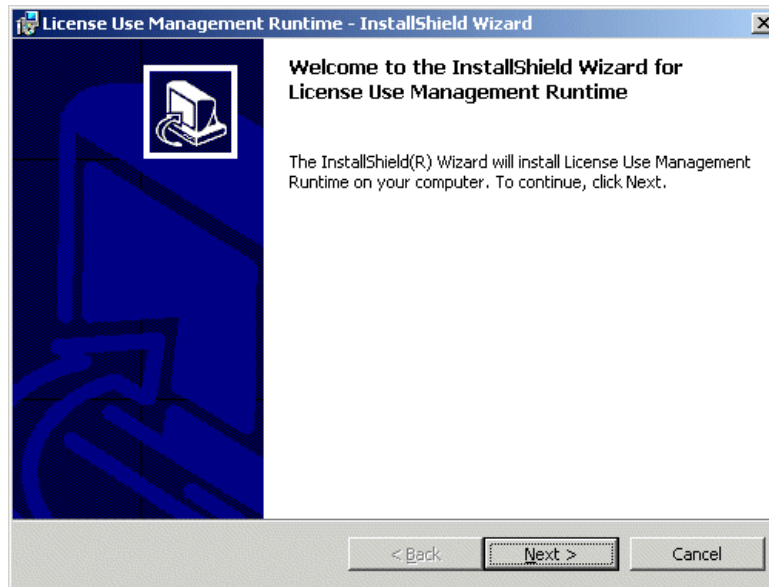 License Use Management Runtime - InstallShield Wizard
Welcome to the InstallShield Wizard for
License Use Management Runtime
The InstallShield(R) Wizard will install License Use Management
Runtime on your computer. To continue, click Next.
< Back
Next >
Cancel